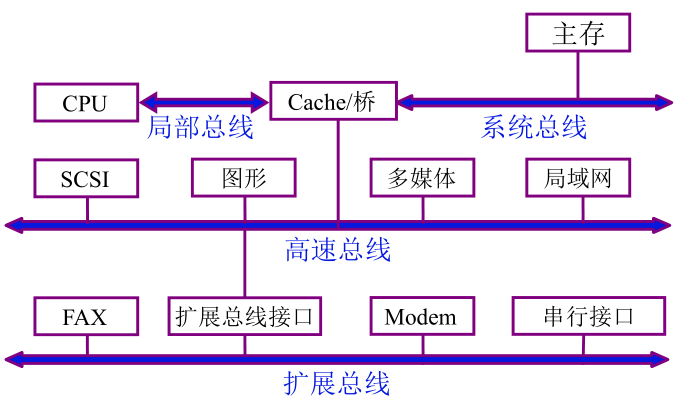 主存
CPU
Cache/桥
局部总线
系统总线
SCSI
图形
多媒体
局域网
高速总线
FAX
扩展总线接口
Modem
串行接口
扩展总线